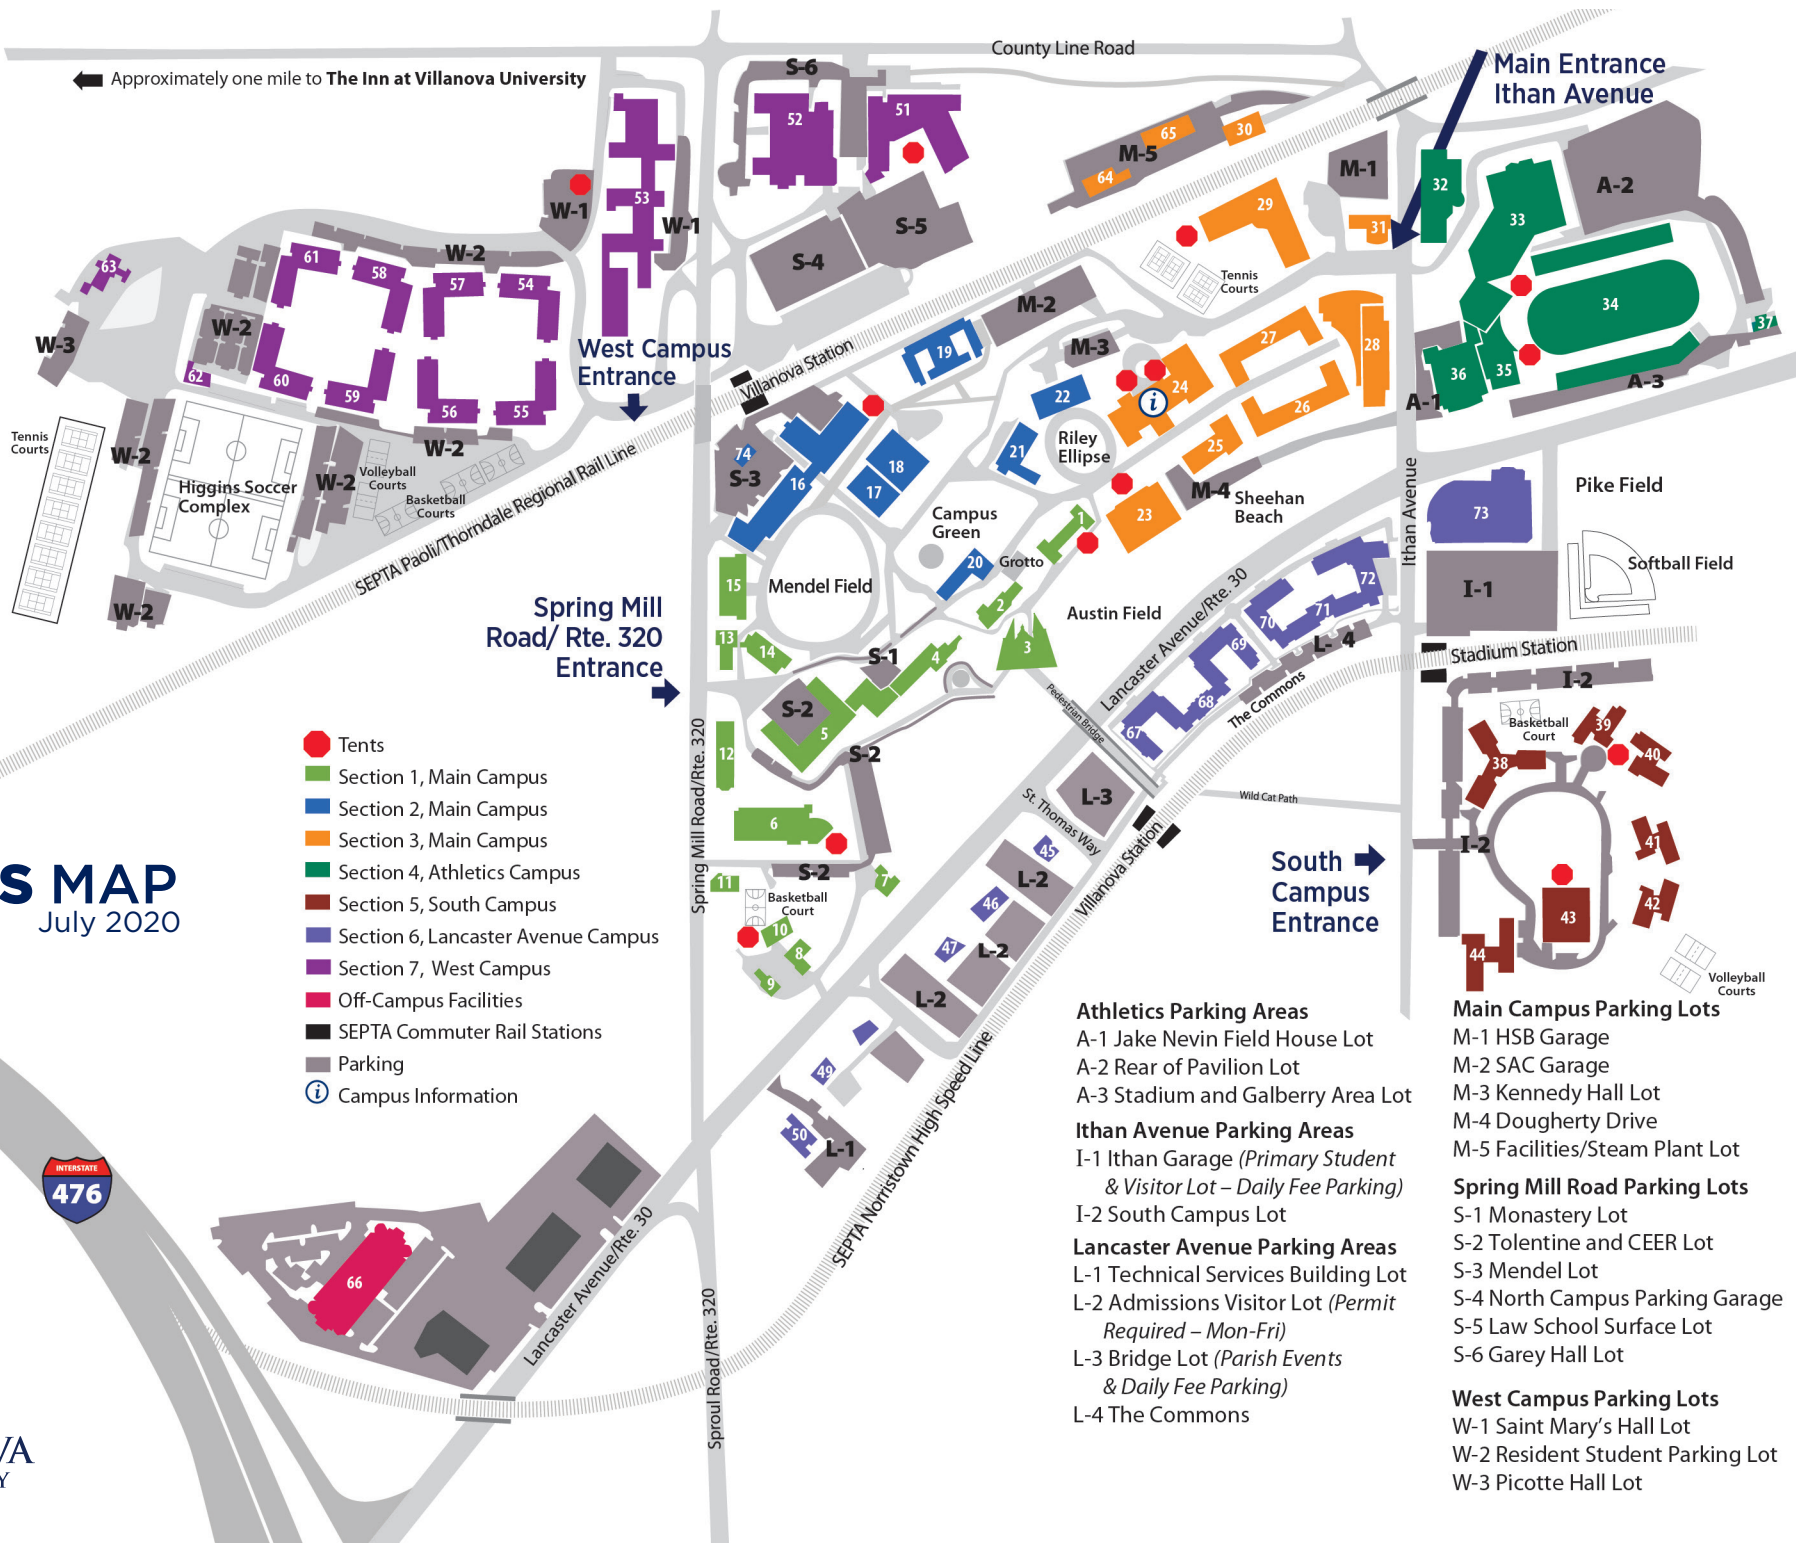 County Line Road
Approximately one mile to The Inn at Villanova University
Main Entrance
Ithan Avenue
S-6
52
51
65
30
M-5
64
M-1
32
A-2
33
W-1
53
W-1
29
31
S-5
S-4
Tennis
Courts
34
37
63
61
58
W-2
57
54
W-2
W-3
62
60
59
56
55
W-2
West Campus
Entrance
Villanova Station
M-2
19
M-3
27
28
24
22
26
36
35
A-3
A-1
Riley
Ellipse
25
21
Tennis
Courts
W-2
Higgins Soccer
Complex
W-2
Volleyball
Courts
Basketball
Courts
SEPTA Paoli/Thorndale Regional Rail Line
74
S-3
16
18
17
M-4
Sheehan
Beach
23
Campus
Green
1
Ithan Avenue
73
Pike Field
20
Grotto
Softball Field
W-2
15
Mendel Field
2
Austin Field
Lancaster Avenue/Rte. 30
72
71
70
I-1
Spring Mill
Road/ Rte. 320
Entrance
13
14
S-1
4
3
69
L- 4
Stadium Station
I-2
S-2
5
Pedestrian Bridge
68
67
The Commons
Basketball
Court
39
40
38
Tents
Section 1, Main Campus
Section 2, Main Campus
Section 3, Main Campus
Section 4, Athletics Campus
Section 5, South Campus
Section 6, Lancaster Avenue Campus
Section 7, West Campus
Off-Campus Facilities
SEPTA Commuter Rail Stations
Parking
i
Campus Information
i
12
S-2
Spring Mill Road/Rte. 320
6
S-2
11
7
Basketball
Court
10
8
9
L-3
St. Thomas Way
Wild Cat Path
Villanova Station
45
L-2
46
47
L-2
L-2
I-2
41
42
43
44
South
Campus
Entrance
Volleyball
Courts
S MAP
July 2020
49
50
L-1
SEPTA Norristown High Speed Line
INTERSTATE
476
66
Lancaster Avenue/Rte. 30
Sproul Road/Rte. 320
VA
Y
Athletics Parking Areas
A-1 Jake Nevin Field House Lot
A-2 Rear of Pavilion Lot
A-3 Stadium and Galberry Area Lot
Ithan Avenue Parking Areas
I-1 Ithan Garage (Primary Student
& Visitor Lot – Daily Fee Parking)
I-2 South Campus Lot
Lancaster Avenue Parking Areas
L-1 Technical Services Building Lot
L-2 Admissions Visitor Lot (Permit
Required – Mon-Fri)
L-3 Bridge Lot (Parish Events
& Daily Fee Parking)
L-4 The Commons
Main Campus Parking Lots
M-1 HSB Garage
M-2 SAC Garage
M-3 Kennedy Hall Lot
M-4 Dougherty Drive
M-5 Facilities/Steam Plant Lot
Spring Mill Road Parking Lots
S-1 Monastery Lot
S-2 Tolentine and CEER Lot
S-3 Mendel Lot
S-4 North Campus Parking Garage
S-5 Law School Surface Lot
S-6 Garey Hall Lot
West Campus Parking Lots
W-1 Saint Mary's Hall Lot
W-2 Resident Student Parking Lot
W-3 Picotte Hall Lot